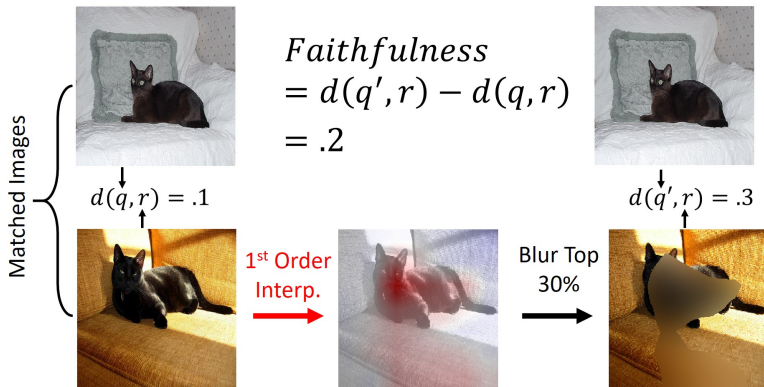 Matched Images
Faithfulness
= d(q′, r) − d(q, r)
= .2
d(q, r) = .1
d(q′, r) = .3
1st Order
Interp.
Blur Top
30%